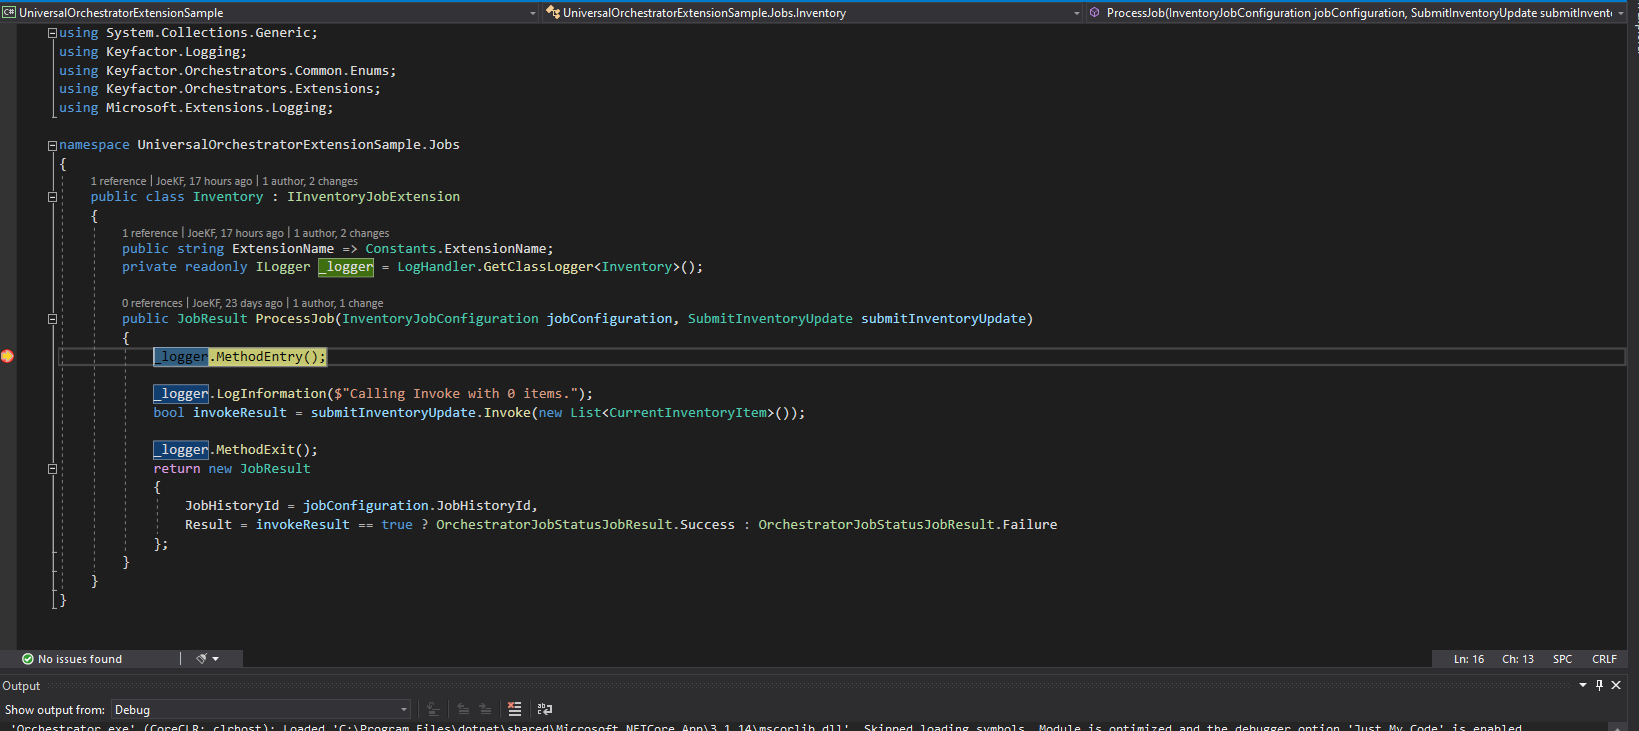 C# UniversalOrchestratorExtensionSample UniversalOrchestratorExtensionSample.Jobs.Inventory ProcessJob(InventoryJobConfiguration jobConfiguration, SubmitInventoryUpdate submitInvent
using System.Collections.Generic;
using Keyfactor.Logging;
using Keyfactor.Orchestrators.Common.Enums;
using Keyfactor.Orchestrators.Extensions;
using Microsoft.Extensions.Logging;
namespace UniversalOrchestratorExtensionSample.Jobs
{
1 reference | JoeKF, 17 hours ago | 1 author, 2 changes
public class Inventory : IInventoryJobExtension
{
1 reference | JoeKF, 17 hours ago | 1 author, 2 changes
public string ExtensionName => Constants.ExtensionName;
private readonly ILogger _logger = LogHandler.GetClassLogger<Inventory>();
0 references | JoeKF, 23 days ago | 1 author, 1 change
public JobResult ProcessJob(InventoryJobConfiguration jobConfiguration, SubmitInventoryUpdate submitInventoryUpdate)
{
_logger.MethodEntry();
_logger.LogInformation($"Calling Invoke with 0 items.");
bool invokeResult = submitInventoryUpdate.Invoke(new List<CurrentInventoryItem>());
_logger.MethodExit();
return new JobResult
{
JobHistoryId = jobConfiguration.JobHistoryId,
Result = invokeResult == true ? OrchestratorJobStatusJobResult.Success : OrchestratorJobStatusJobResult.Failure
};
}
}
}
No issues found Ln: 16 Ch: 13 SPC CRLF
Output
Show output from: Debug
'Orchestrator.exe' (CoreCLR: clrhost): Loaded 'C:\Program Files\dotnet\shared\Microsoft.NETCore.App\3.1.14\mscorlib.dll'. Skipped loading symbols. Module is optimized and the debugger option 'Just My Code' is enabled.